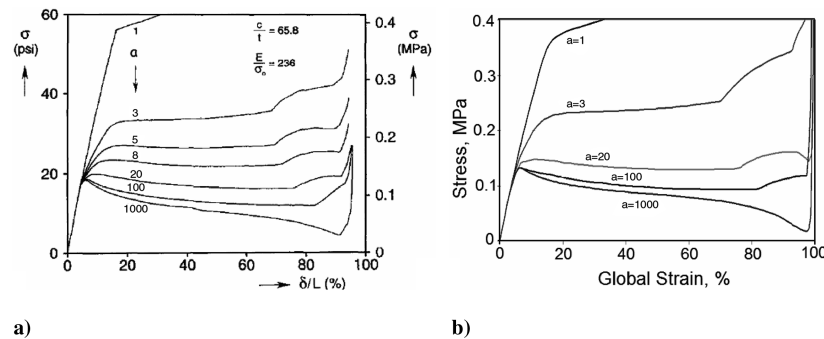 σ
(psi)
60
40
20
0
0
20
40
60
80
100
δ/L (%)
1
α
3
5
8
20
100
1000
c/t = 65.8
E/σₒ = 236
σ
(MPa)
0.4
0.3
0.2
0.1
0
a)
Stress, MPa
0.4
0.3
0.2
0.1
0
0
20
40
60
80
100
Global Strain, %
a=1
a=3
a=20
a=100
a=1000
b)